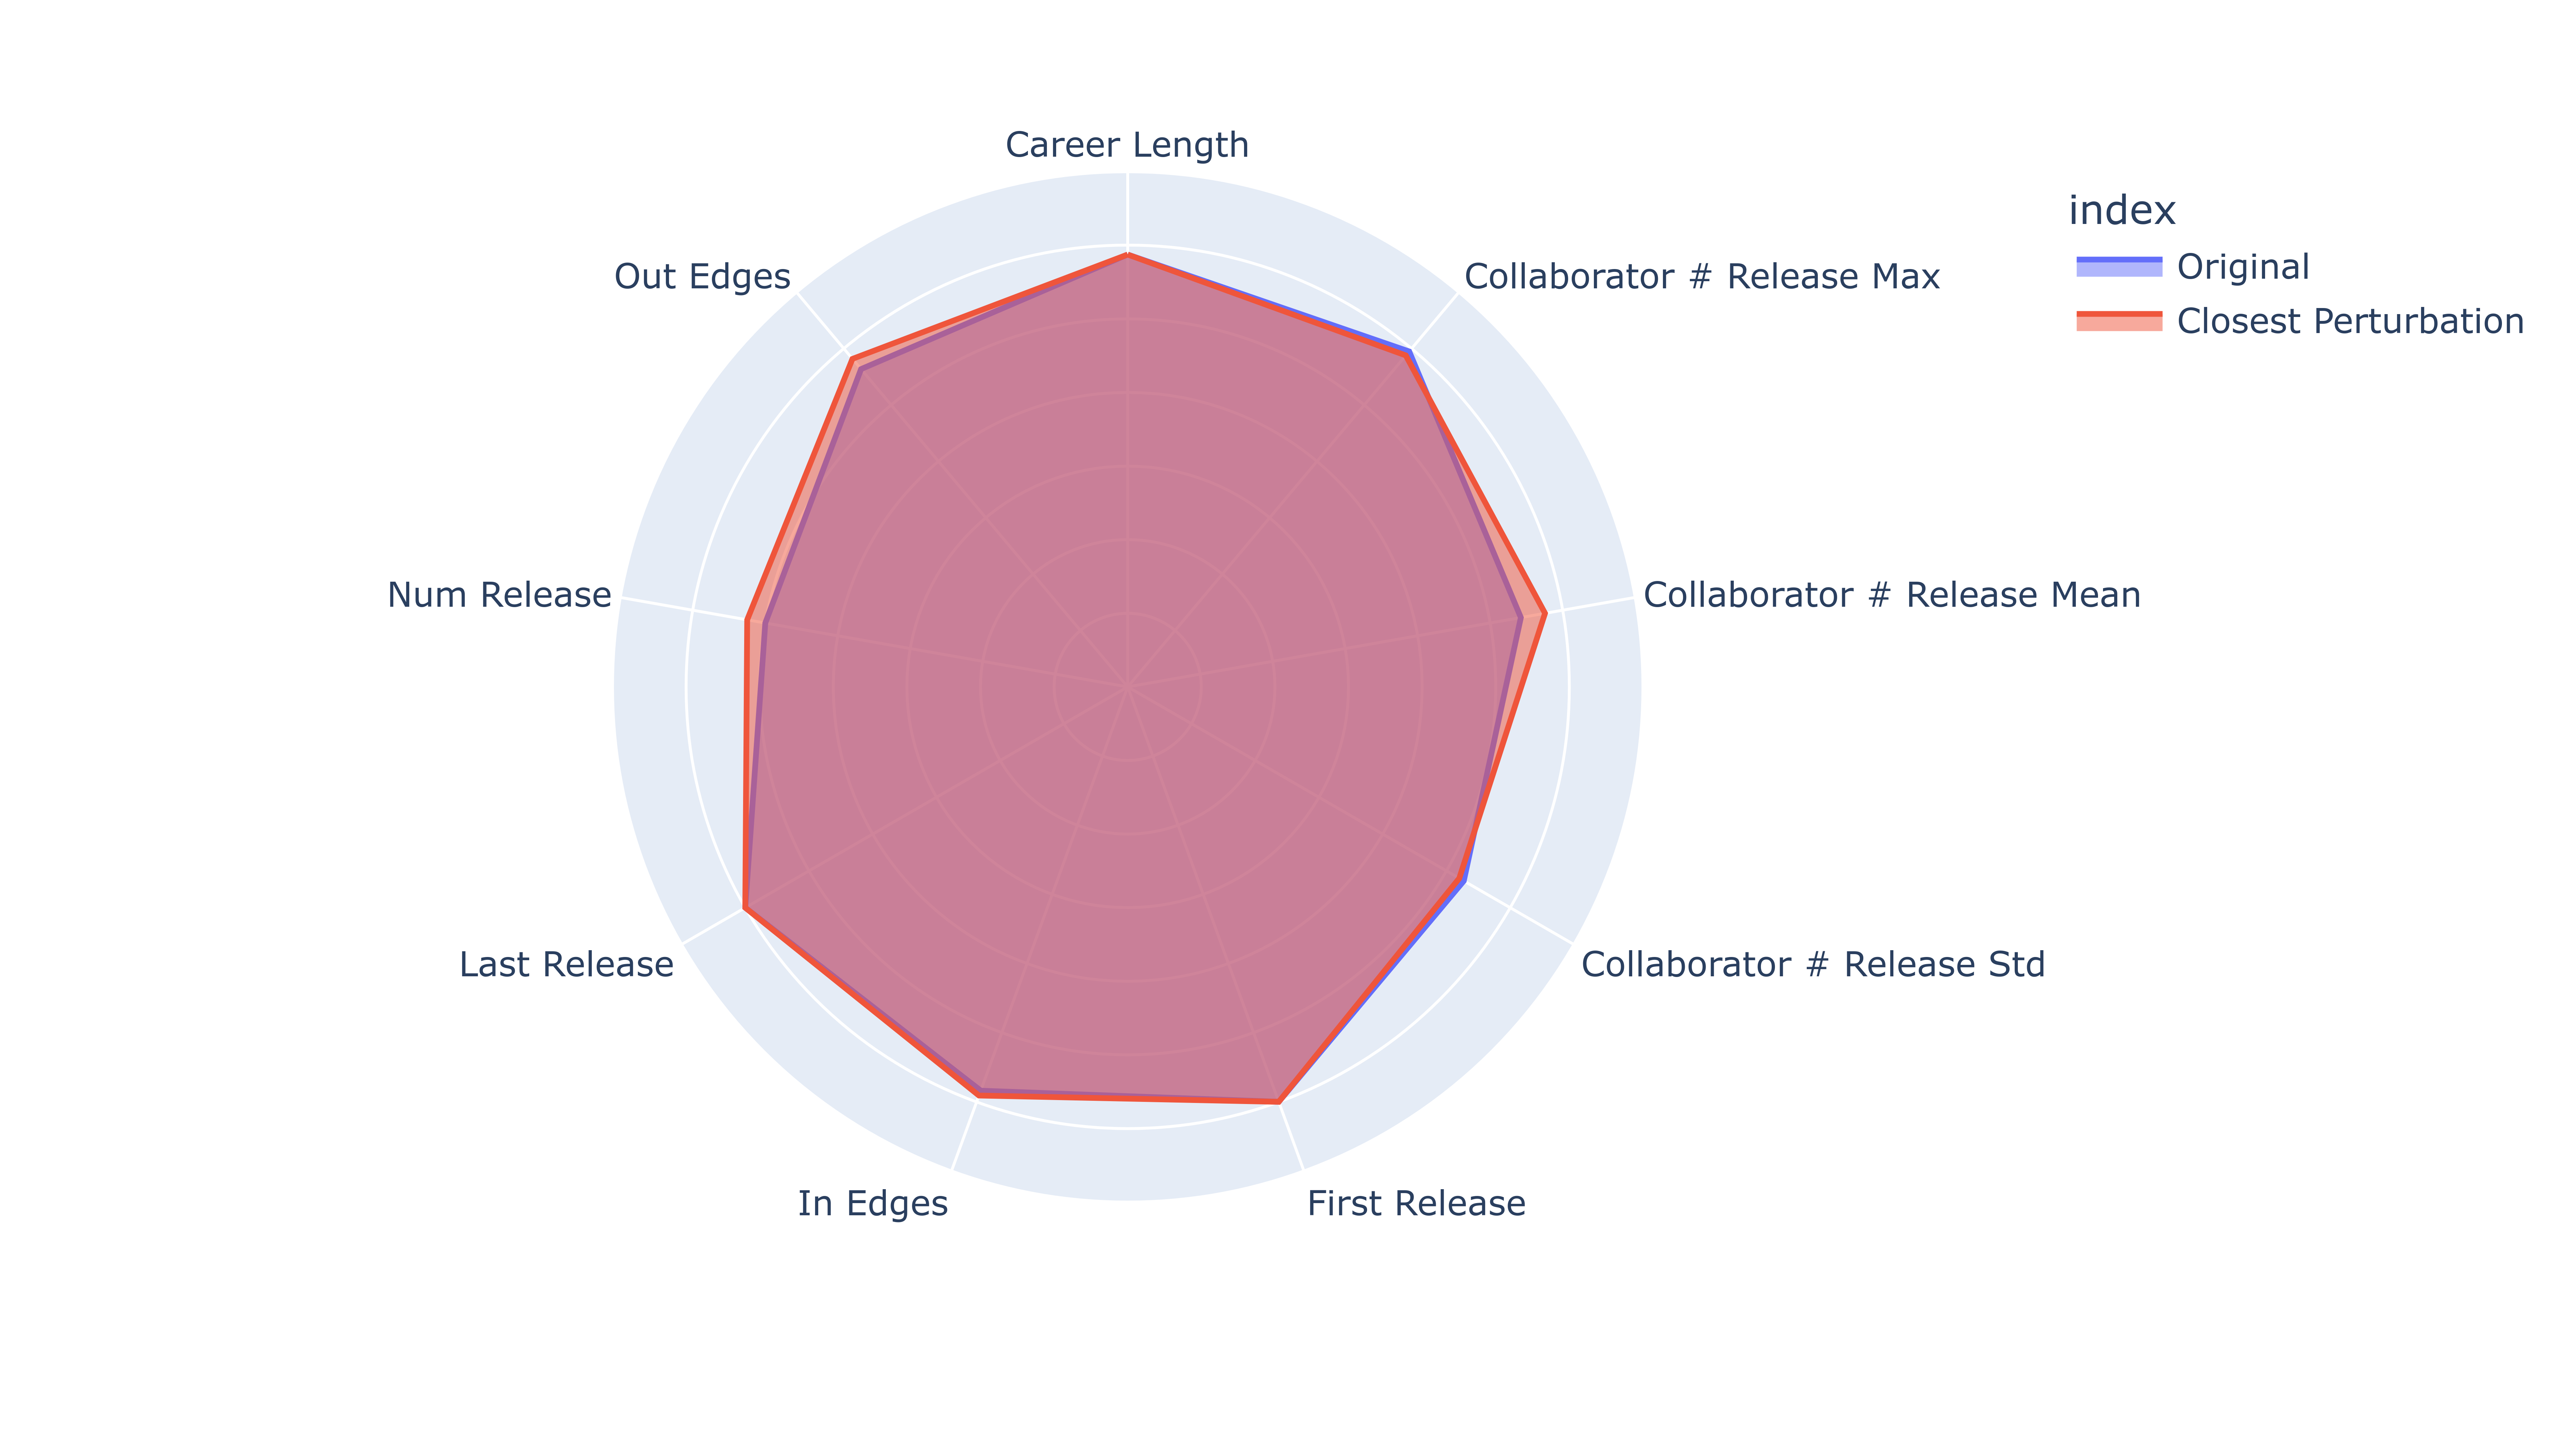 Career Length
Out Edges
Collaborator # Release Max
index
Original
Closest Perturbation
Num Release
Collaborator # Release Mean
Last Release
Collaborator # Release Std
In Edges
First Release